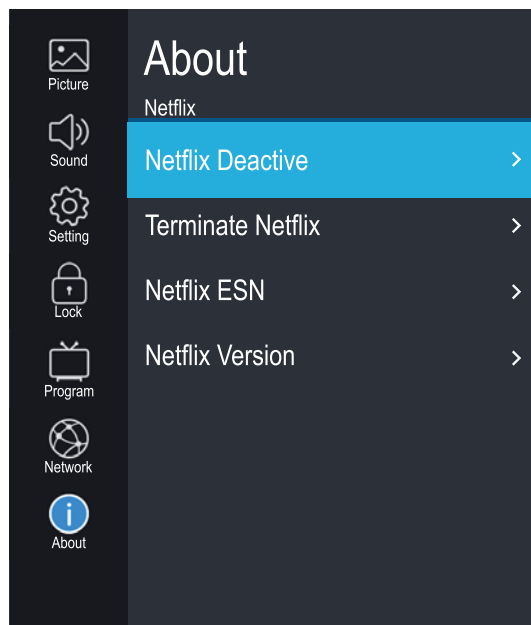 Picture
Sound
Setting
Lock
Program
Network
About
About
Netflix
Netflix Deactive
Terminate Netflix
Netflix ESN
Netflix Version